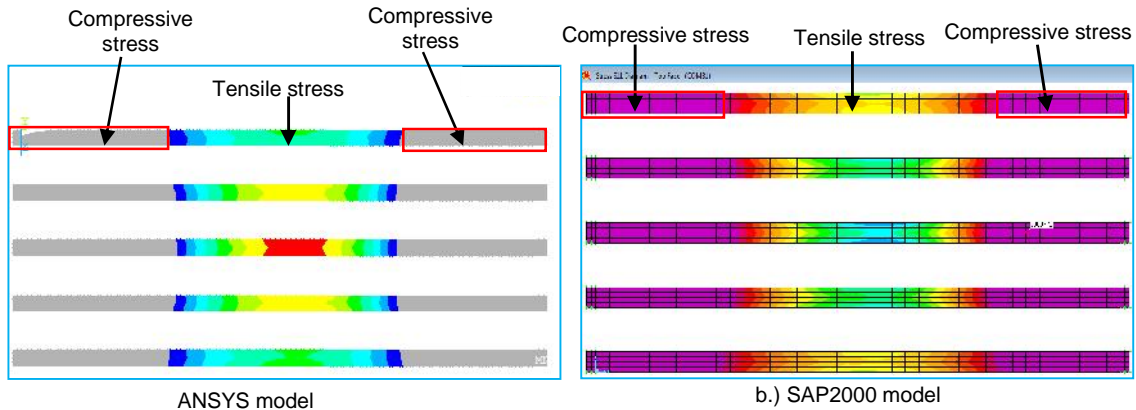 Compressive
stress
Compressive
stress
Tensile stress
ANSYS model
Compressive stress
Tensile stress
Compressive stress
b.) SAP2000 model